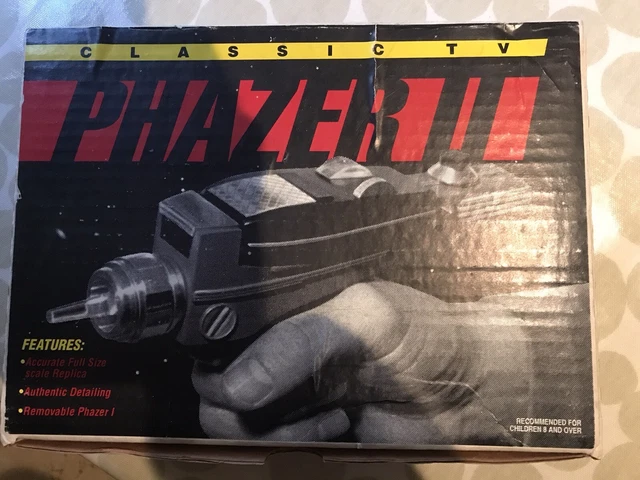 CLASSIC TV
PHAZER II
FEATURES:
•Accurate Full Size
scale Replica
•Authentic Detailing
•Removable Phazer I
RECOMMENDED FOR
CHILDREN 8 AND OVER